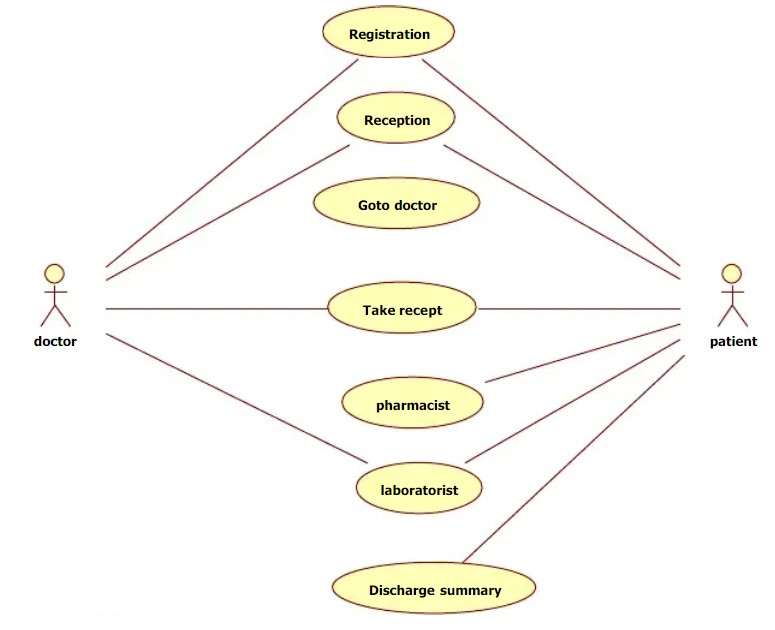 Registration
Reception
Goto doctor
Take recept
doctor
patient
pharmacist
laboratorist
Discharge summary